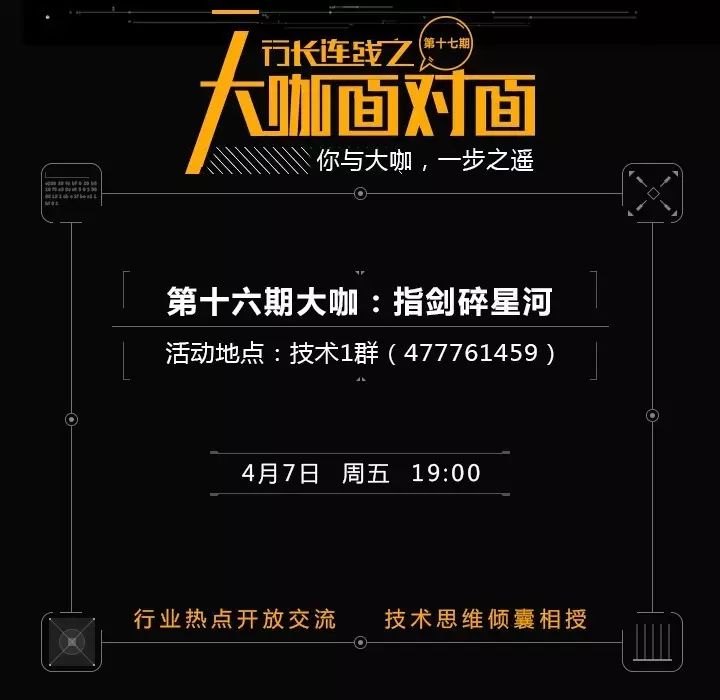 行长连线之
第十七期
大咖面对面
你与大咖，一步之遥
第十六期大咖：指剑碎星河
活动地点：技术1群（477761459）
4月7日 周五 19:00
行业热点开放交流 技术思维倾囊相授